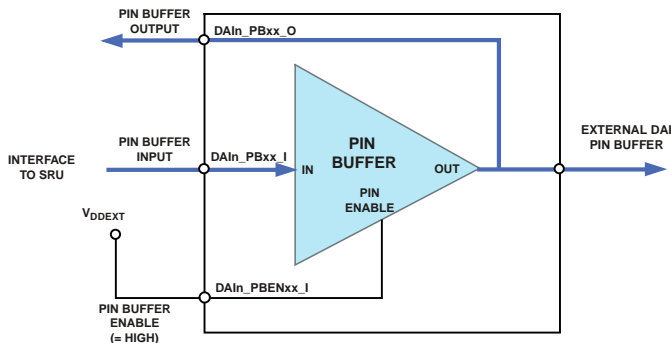 PIN BUFFER
OUTPUT
DAIn_PBxx_O
EXTERNAL DAI
PIN BUFFER
INTERFACE
TO SRU
PIN BUFFER
INPUT
DAIn_PBxx_I
IN
PIN
BUFFER
OUT
PIN
ENABLE
VDDEXT
DAIn_PBENxx_I
PIN BUFFER
ENABLE
(= HIGH)